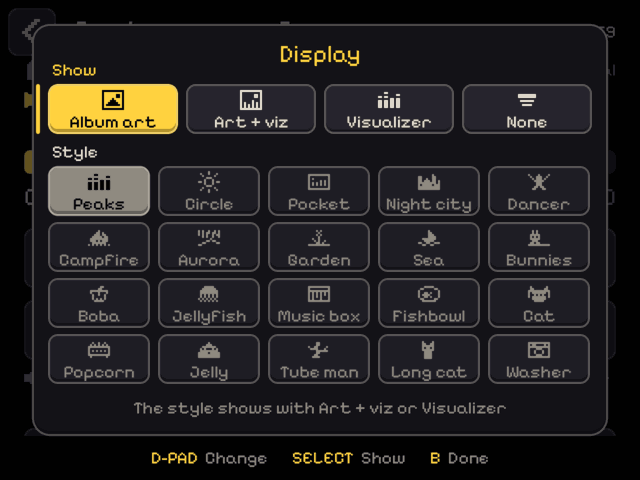 Display
Show
Album art
Art + viz
Visualizer
None
Style
Peaks
Circle
Pocket
Night city
Dancer
Campfire
Aurora
Garden
Sea
Bunnies
Boba
Jellyfish
Music box
Fishbowl
Cat
Popcorn
Jelly
Tube man
Long cat
Washer
The style shows with Art + viz or Visualizer
D-PAD Change SELECT Show B Done